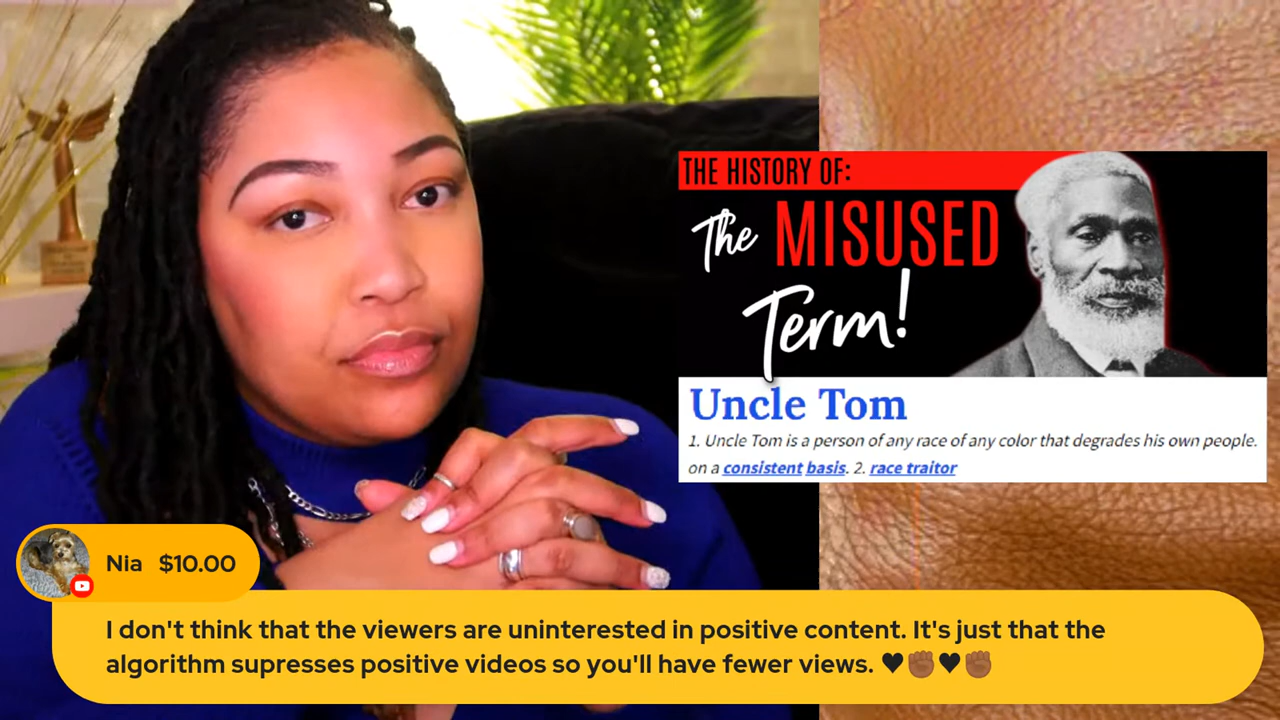 THE HISTORY OF:
The MISUSED
Term!
Uncle Tom
1. Uncle Tom is a person of any race of any color that degrades his own people.
on a consistent basis. 2. race traitor
Nia $10.00
I don't think that the viewers are uninterested in positive content. It's just that the
algorithm supresses positive videos so you'll have fewer views. ♥✊🏾♥✊🏾